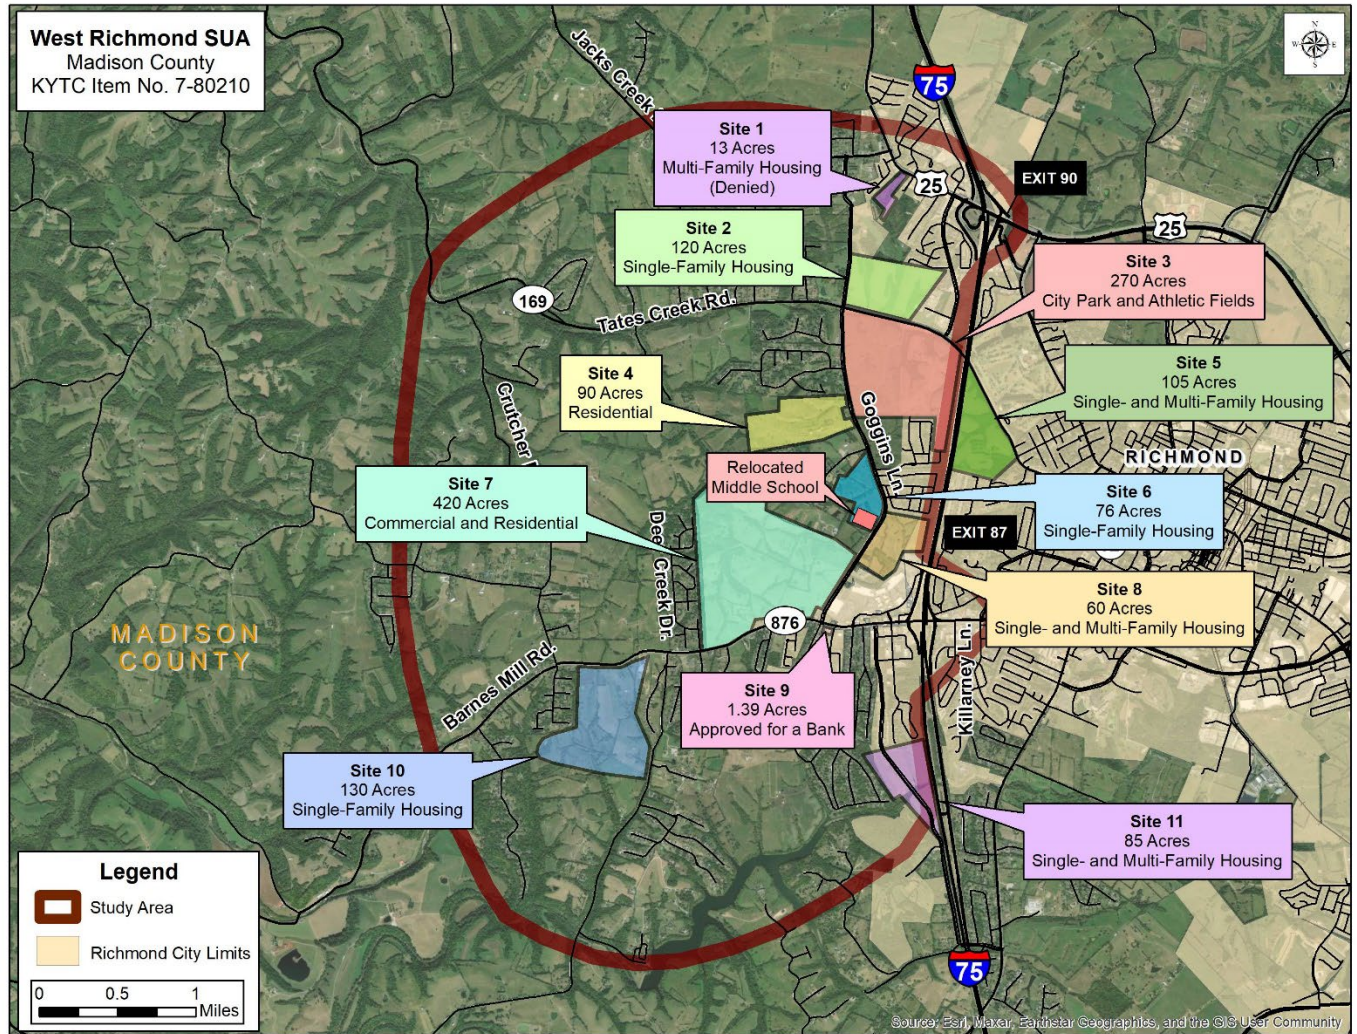 West Richmond SUA
Madison County
KYTC Item No. 7-80210
Jacks Creek
75
Site 1
13 Acres
Multi-Family Housing
(Denied)
25
EXIT 90
25
Site 2
120 Acres
Single-Family Housing
Site 3
270 Acres
City Park and Athletic Fields
169
Tates Creek Rd.
Site 4
90 Acres
Residential
Site 5
105 Acres
Single- and Multi-Family Housing
Crutcher
Goggins Ln.
RICHMOND
Relocated
Middle School
Site 7
420 Acres
Commercial and Residential
Site 6
76 Acres
Single-Family Housing
EXIT 87
Deer Creek Dr.
Site 8
60 Acres
Single- and Multi-Family Housing
876
MADISON
COUNTY
Barnes Mill Rd.
Killarney Ln.
Site 9
1.39 Acres
Approved for a Bank
Site 10
130 Acres
Single-Family Housing
Site 11
85 Acres
Single- and Multi-Family Housing
Legend
Study Area
Richmond City Limits
0 0.5 1
Miles
75
N
W E
S
Source: Esri, Maxar, Earthstar Geographics, and the GIS User Community